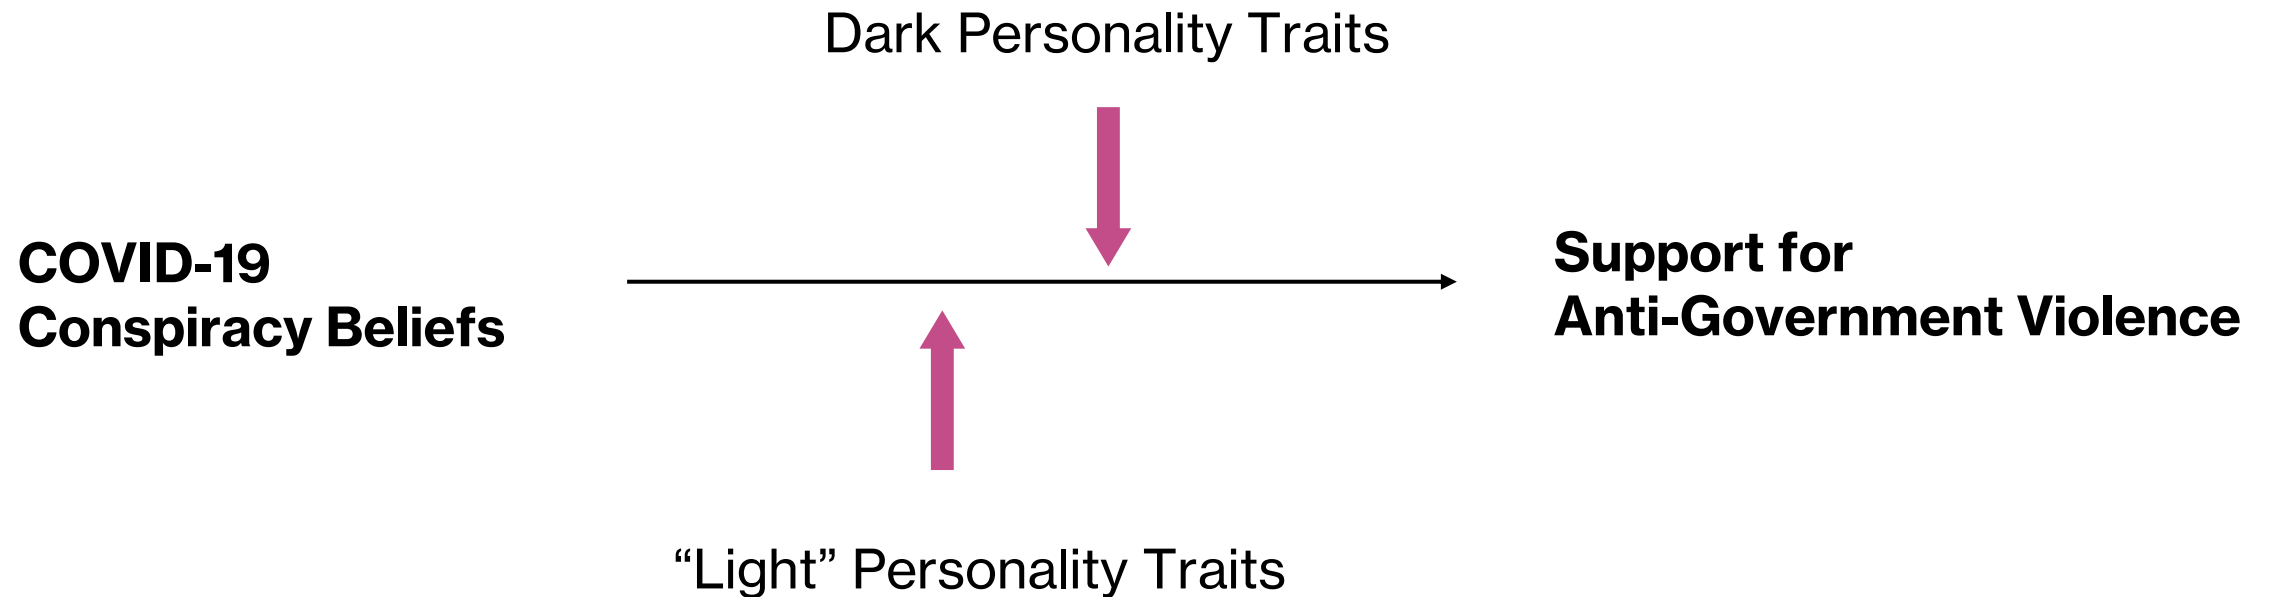 Dark Personality Traits
COVID-19
Conspiracy Beliefs
Support for
Anti-Government Violence
“Light” Personality Traits